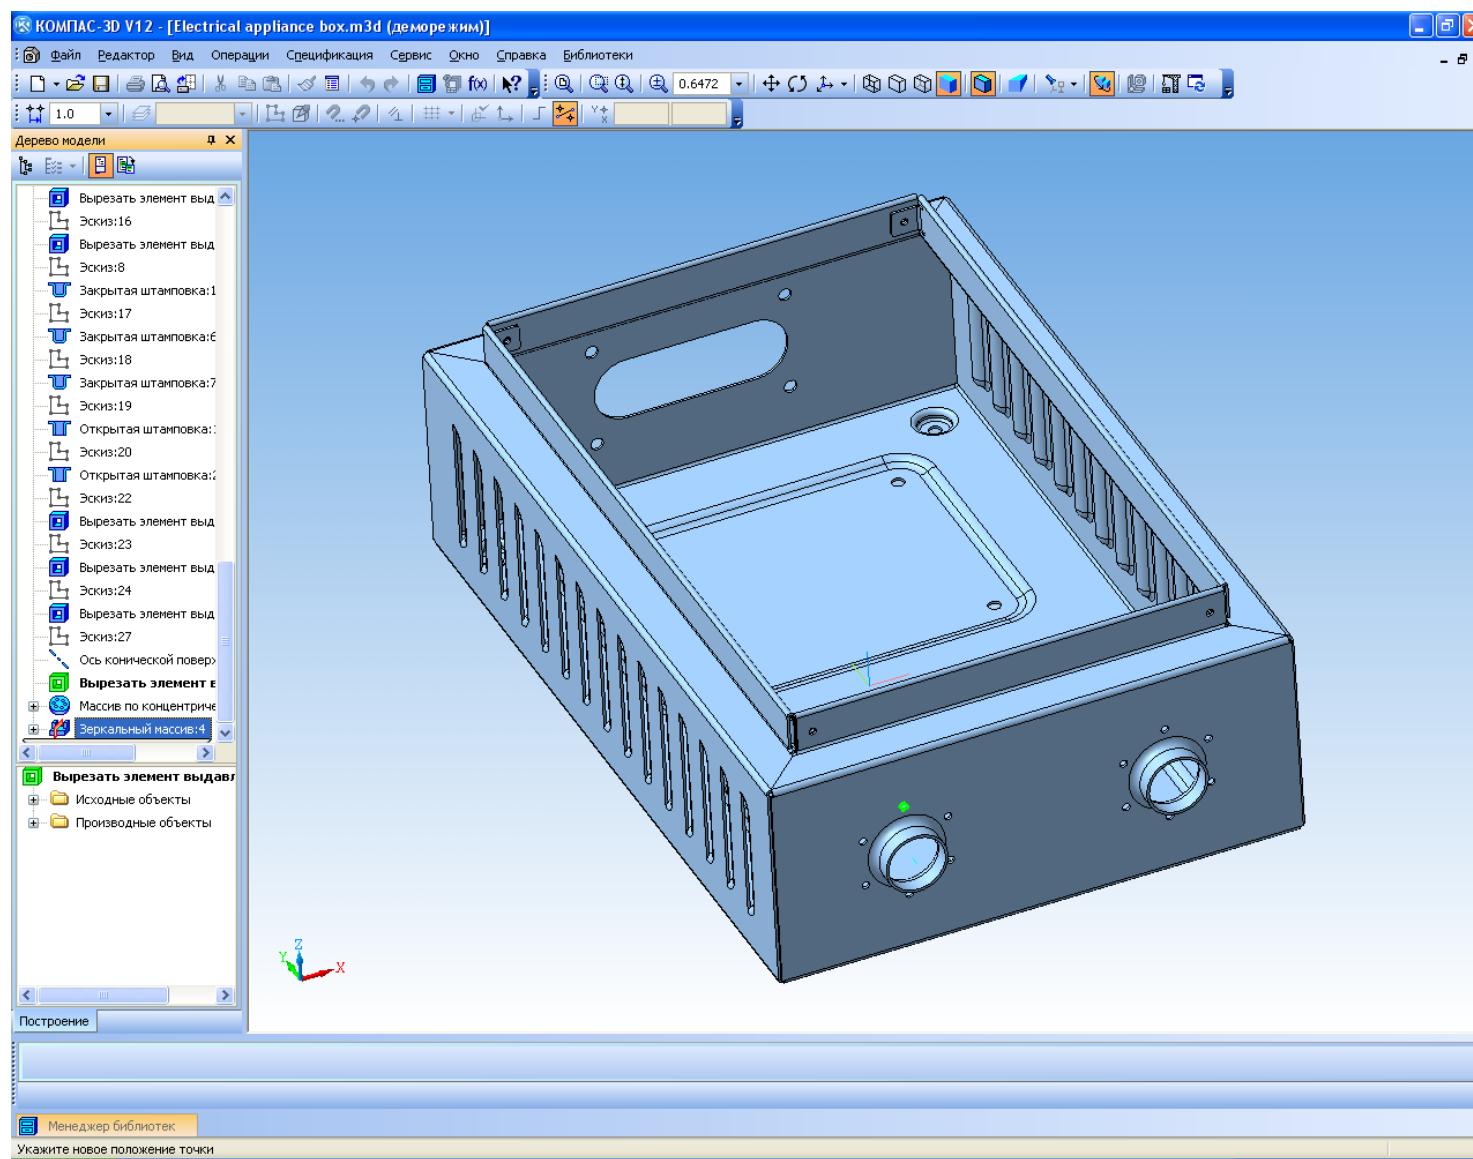 КОМПАС-3D V12 - [Electrical appliance box.m3d (деморежим)]
Файл Редактор Вид Операции Спецификация Сервис Окно Справка Библиотеки
f(x) 0.6472
1.0
Дерево модели
Вырезать элемент выд
Эскиз:16
Вырезать элемент выд
Эскиз:8
Закрытая штамповка:1
Эскиз:17
Закрытая штамповка:6
Эскиз:18
Закрытая штамповка:7
Эскиз:19
Открытая штамповка:
Эскиз:20
Открытая штамповка:2
Эскиз:22
Вырезать элемент выд
Эскиз:23
Вырезать элемент выд
Эскиз:24
Вырезать элемент выд
Эскиз:27
Ось конической поверх
Вырезать элемент в
Массив по концентриче
Зеркальный массив:4
Вырезать элемент выдавл
Исходные объекты
Производные объекты
Z
Y
X
Построение
Менеджер библиотек
Укажите новое положение точки